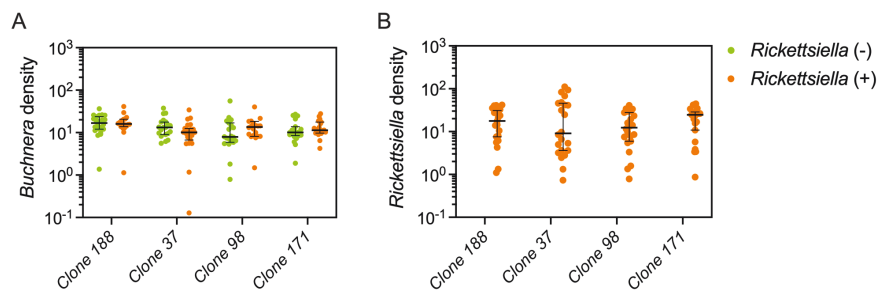 A
Buchnera density
10³
10²
10¹
10⁰
10⁻¹
Clone 188
Clone 37
Clone 98
Clone 171
B
Rickettsiella density
10³
10²
10¹
10⁰
10⁻¹
Clone 188
Clone 37
Clone 98
Clone 171
Rickettsiella (-)
Rickettsiella (+)